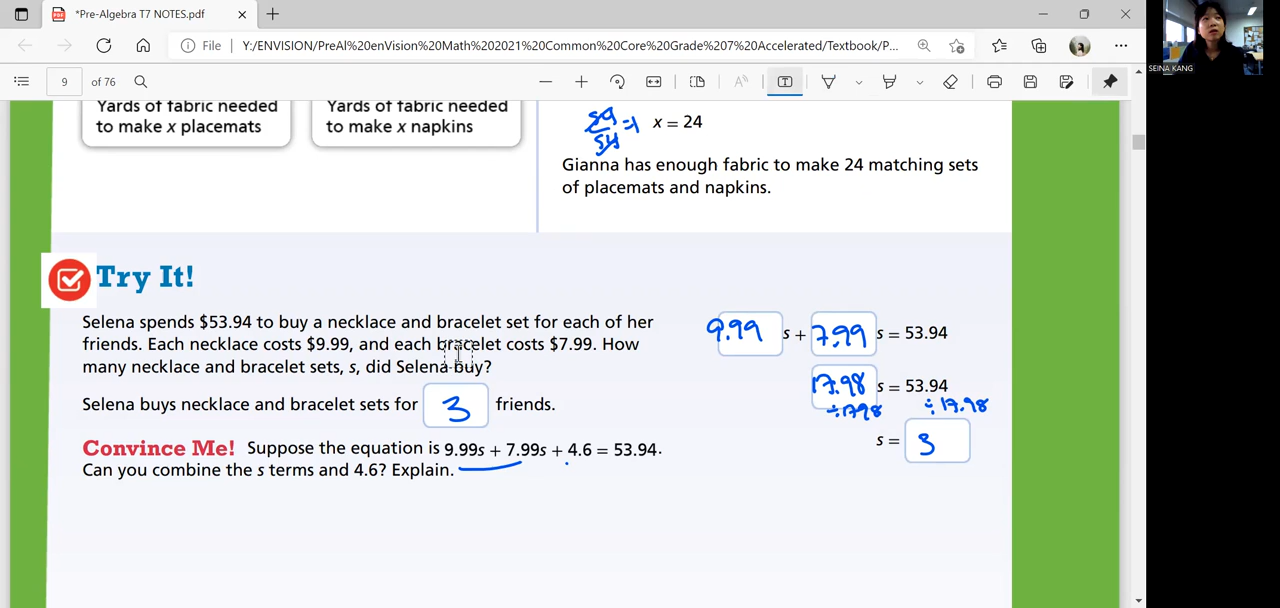 *Pre-Algebra T7 NOTES.pdf
File
Y:/ENVISION/PreAl%20enVision%20Math%202021%20Common%20Core%20Grade%207%20Accelerated/Textbook/P...
SEINA KANG
9 of 76
Yards of fabric needed
to make x placemats
Yards of fabric needed
to make x napkins
x = 24
Gianna has enough fabric to make 24 matching sets
of placemats and napkins.
Try It!
Selena spends $53.94 to buy a necklace and bracelet set for each of her
friends. Each necklace costs $9.99, and each bracelet costs $7.99. How
many necklace and bracelet sets, s, did Selena buy?
Selena buys necklace and bracelet sets for 3 friends.
9.99 s + 7.99 s = 53.94
17.98 s = 53.94
÷17.98 ÷17.98
s = 3
Convince Me! Suppose the equation is 9.99s + 7.99s + 4.6 = 53.94.
Can you combine the s terms and 4.6? Explain.